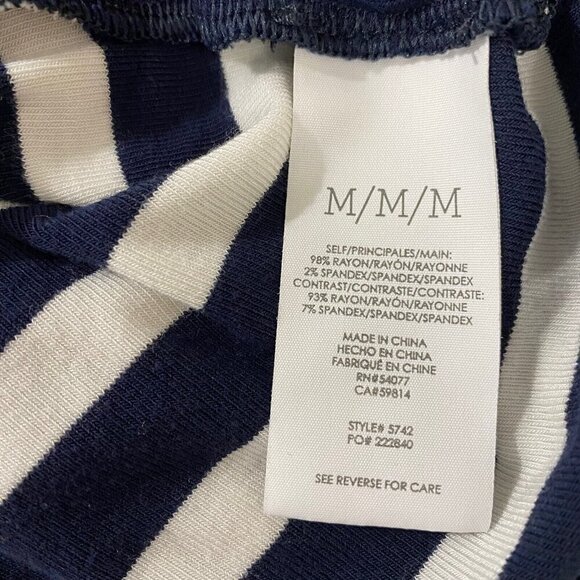 M/M/M
SELF/PRINCIPALES/MAIN:
98% RAYON/RAYÓN/RAYONNE
2% SPANDEX/SPANDEX/SPANDEX
CONTRAST/CONTRASTE/CONTRASTE:
93% RAYON/RAYÓN/RAYONNE
7% SPANDEX/SPANDEX/SPANDEX
MADE IN CHINA
HECHO EN CHINA
FABRIQUÉ EN CHINE
RN#54077
CA#59814
STYLE# 5742
PO# 222840
SEE REVERSE FOR CARE